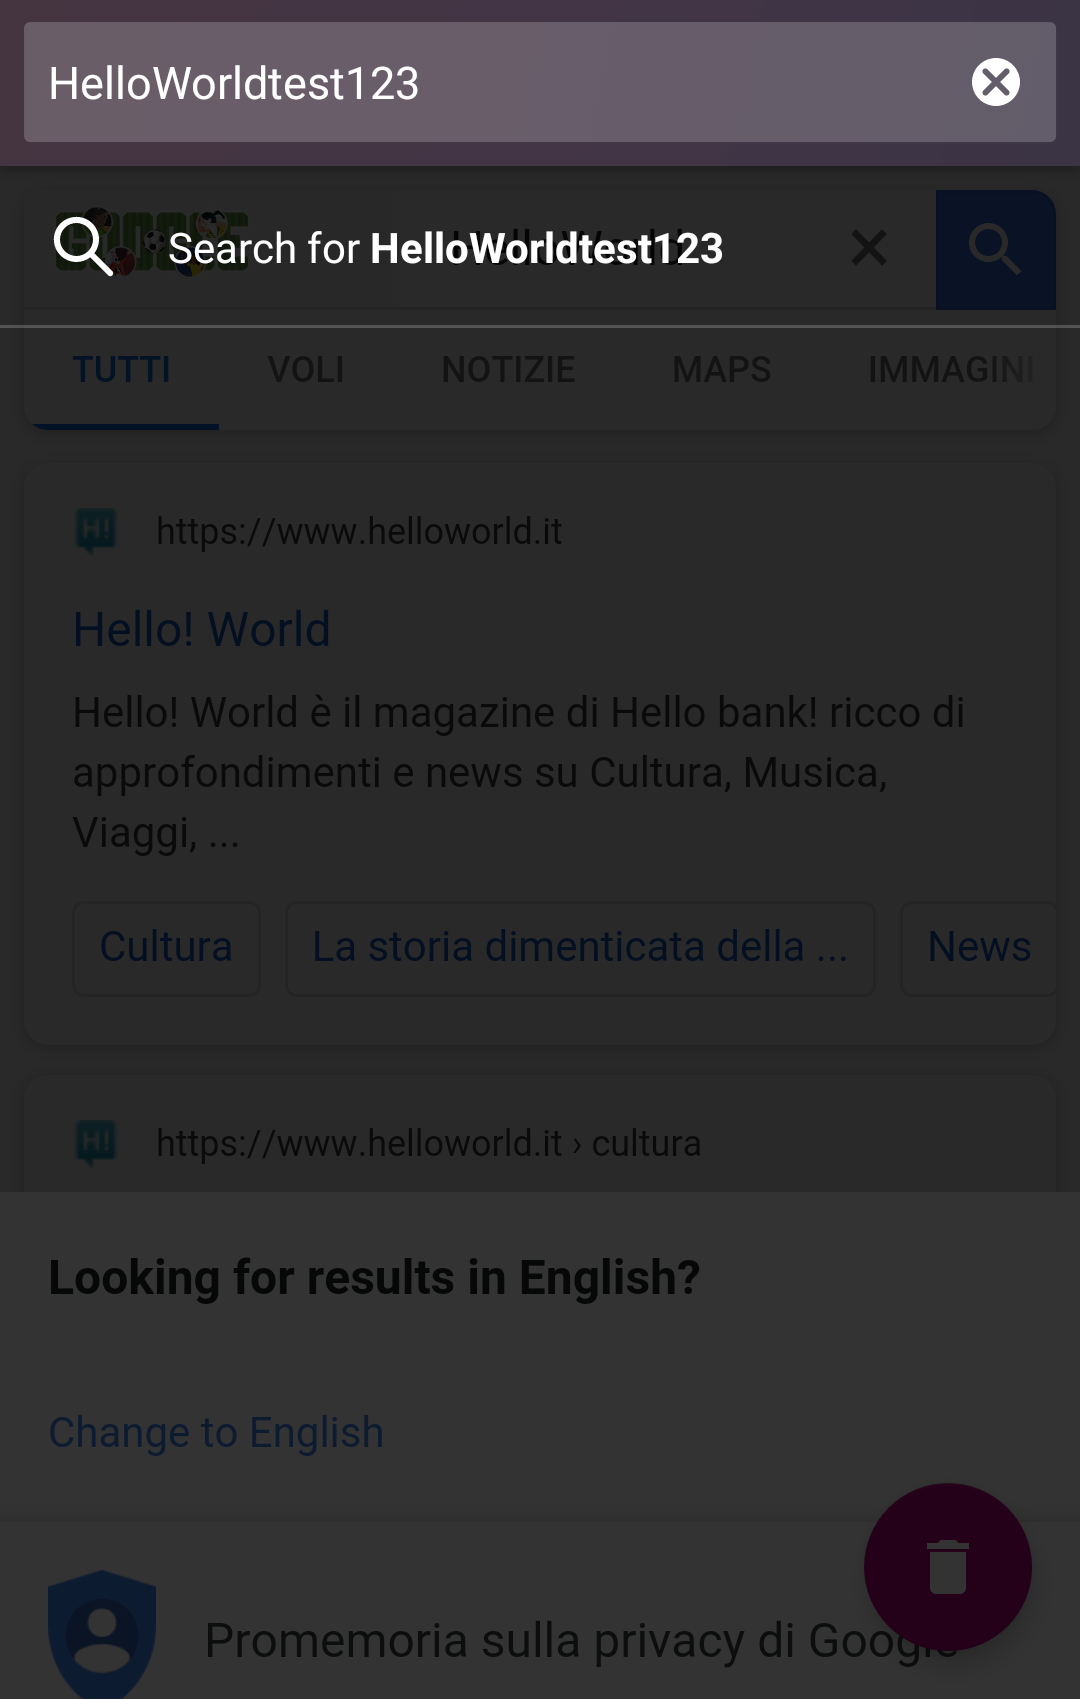 HelloWorldtest123
Search for HelloWorldtest123
TUTTI VOLI NOTIZIE MAPS IMMAGINI
https://www.helloworld.it
Hello! World
Hello! World è il magazine di Hello bank! ricco di
approfondimenti e news su Cultura, Musica,
Viaggi, ...
Cultura La storia dimenticata della ... News
https://www.helloworld.it › cultura
Looking for results in English?
Change to English
Promemoria sulla privacy di Google